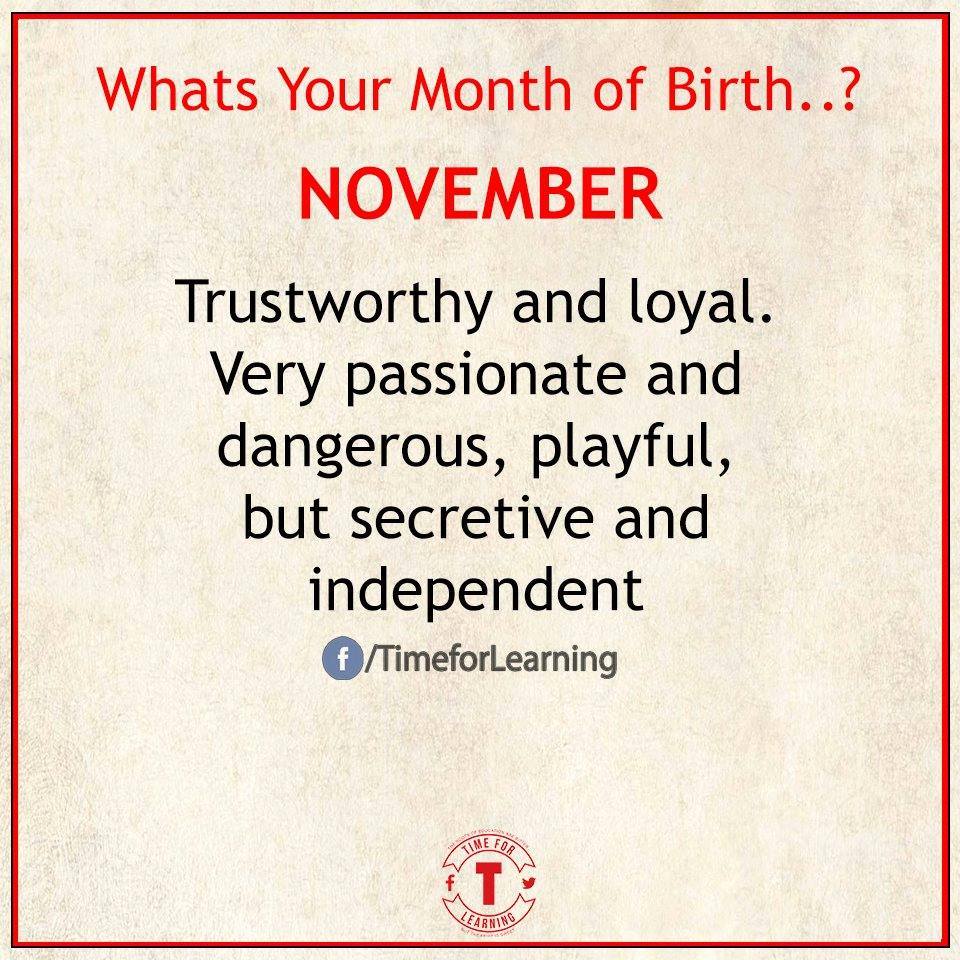 Whats Your Month of Birth..?
NOVEMBER
Trustworthy and loyal.
Very passionate and
dangerous, playful,
but secretive and
independent
f/TimeforLearning
TIME FOR
T
LEARNING